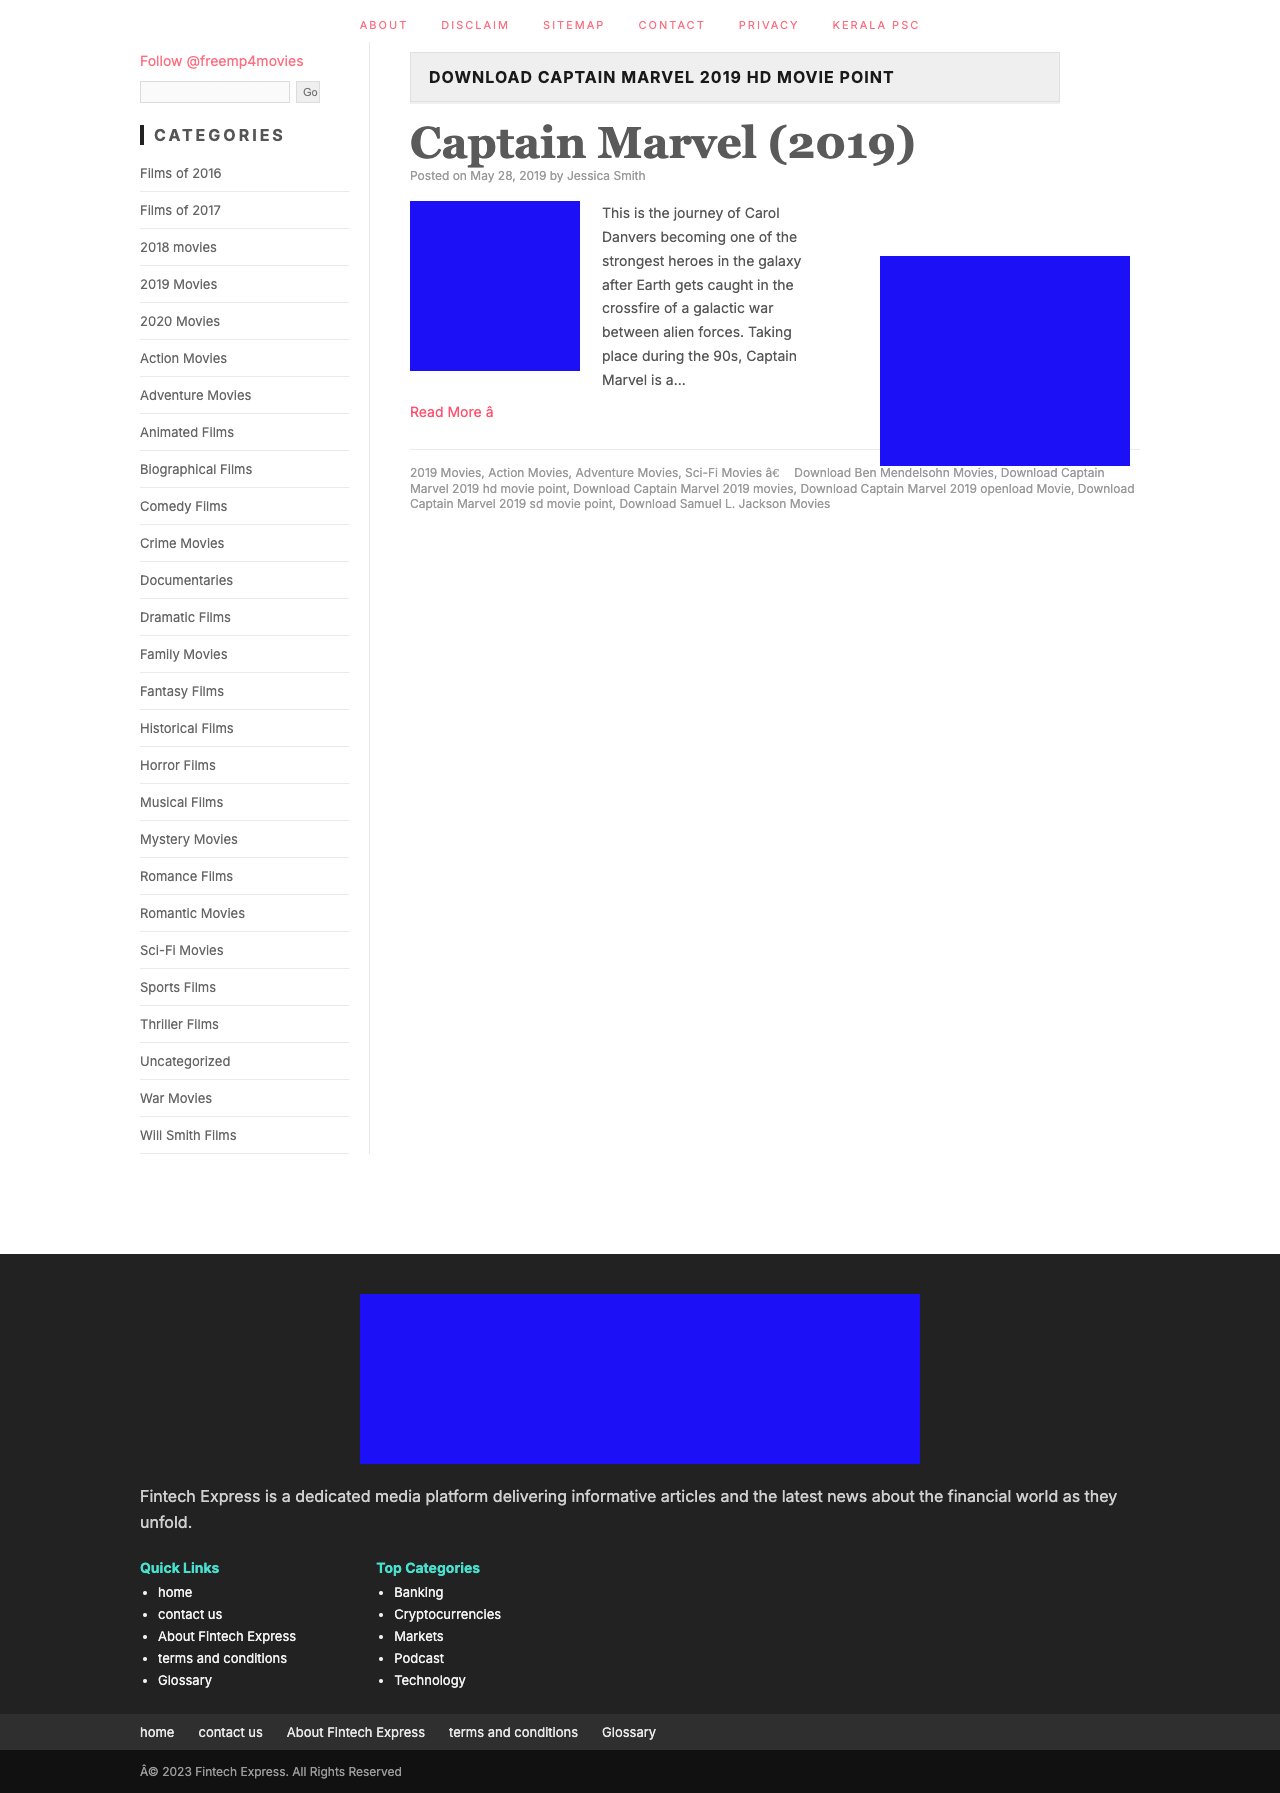 ABOUT DISCLAIM SITEMAP CONTACT PRIVACY KERALA PSC
Follow @freemp4movies
Go
CATEGORIES
Films of 2016
Films of 2017
2018 movies
2019 Movies
2020 Movies
Action Movies
Adventure Movies
Animated Films
Biographical Films
Comedy Films
Crime Movies
Documentaries
Dramatic Films
Family Movies
Fantasy Films
Historical Films
Horror Films
Musical Films
Mystery Movies
Romance Films
Romantic Movies
Sci-Fi Movies
Sports Films
Thriller Films
Uncategorized
War Movies
Will Smith Films
DOWNLOAD CAPTAIN MARVEL 2019 HD MOVIE POINT
Captain Marvel (2019)
Posted on May 28, 2019 by Jessica Smith
This is the journey of Carol
Danvers becoming one of the
strongest heroes in the galaxy
after Earth gets caught in the
crossfire of a galactic war
between alien forces. Taking
place during the 90s, Captain
Marvel is a...
Read More â
2019 Movies, Action Movies, Adventure Movies, Sci-Fi Movies â€ Download Ben Mendelsohn Movies, Download Captain
Marvel 2019 hd movie point, Download Captain Marvel 2019 movies, Download Captain Marvel 2019 openload Movie, Download
Captain Marvel 2019 sd movie point, Download Samuel L. Jackson Movies
Fintech Express is a dedicated media platform delivering informative articles and the latest news about the financial world as they
unfold.
Quick Links
• home
• contact us
• About Fintech Express
• terms and conditions
• Glossary
Top Categories
• Banking
• Cryptocurrencies
• Markets
• Podcast
• Technology
home contact us About Fintech Express terms and conditions Glossary
Â© 2023 Fintech Express. All Rights Reserved